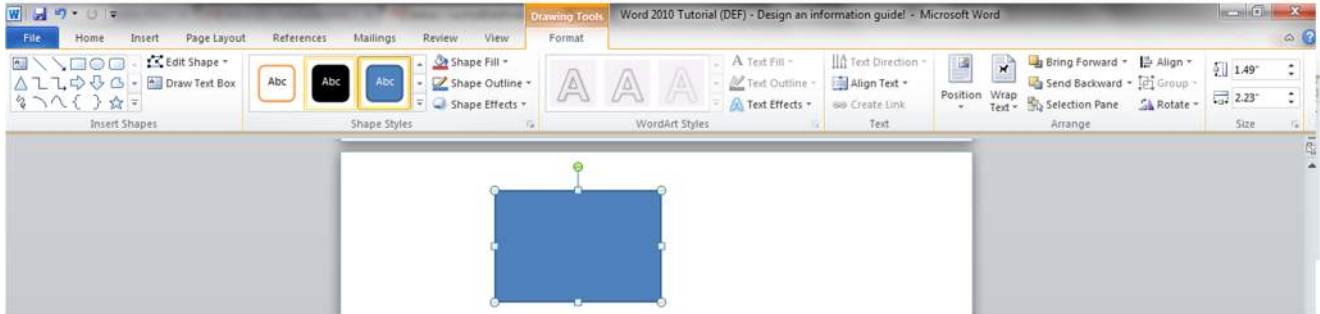 Drawing Tools Word 2010 Tutorial (DEF) - Design an information guide! - Microsoft Word
File Home Insert Page Layout References Mailings Review View Format
Edit Shape
Draw Text Box
Insert Shapes
Abc Abc Abc
Shape Fill
Shape Outline
Shape Effects
Shape Styles
A A A
A Text Fill
Text Outline
Text Effects
WordArt Styles
Text Direction
Align Text
Create Link
Text
Position
Wrap
Text
Bring Forward
Send Backward
Selection Pane
Align
Group
Rotate
Arrange
1.49"
2.23"
Size